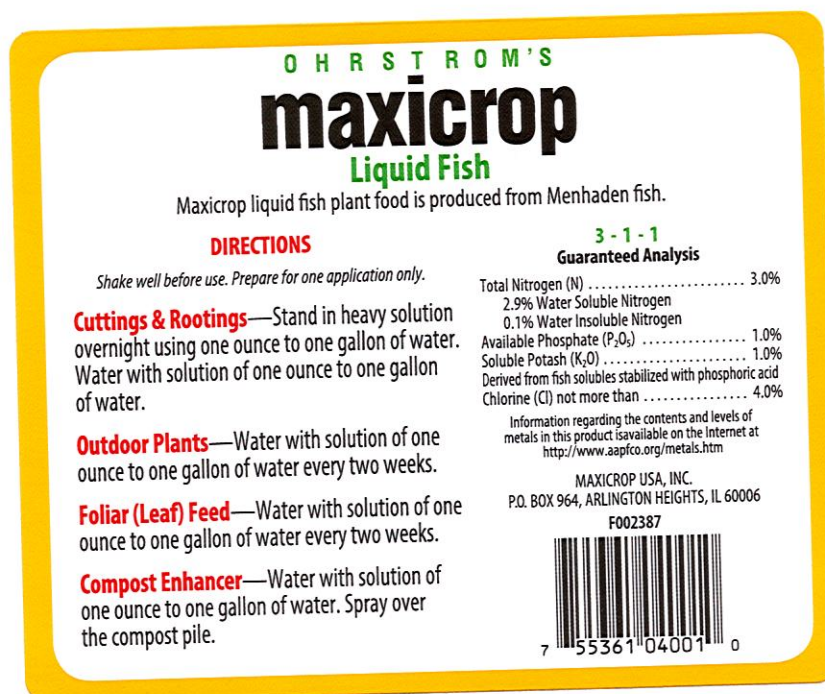 OHRSTROM'S
maxicrop
Liquid Fish
Maxicrop liquid fish plant food is produced from Menhaden fish.
DIRECTIONS
Shake well before use. Prepare for one application only.
Cuttings & Rootings—Stand in heavy solution
overnight using one ounce to one gallon of water.
Water with solution of one ounce to one gallon
of water.
Outdoor Plants—Water with solution of one
ounce to one gallon of water every two weeks.
Foliar (Leaf) Feed—Water with solution of one
ounce to one gallon of water every two weeks.
Compost Enhancer—Water with solution of
one ounce to one gallon of water. Spray over
the compost pile.
3 - 1 - 1
Guaranteed Analysis
Total Nitrogen (N) ........................ 3.0%
2.9% Water Soluble Nitrogen
0.1% Water Insoluble Nitrogen
Available Phosphate (P₂O₅) ................ 1.0%
Soluble Potash (K₂O) ...................... 1.0%
Derived from fish solubles stabilized with phosphoric acid
Chlorine (Cl) not more than ................ 4.0%
Information regarding the contents and levels of
metals in this product isavailable on the Internet at
http://www.aapfco.org/metals.htm
MAXICROP USA, INC.
P.O. BOX 964, ARLINGTON HEIGHTS, IL 60006
F002387
7 55361 04001 0